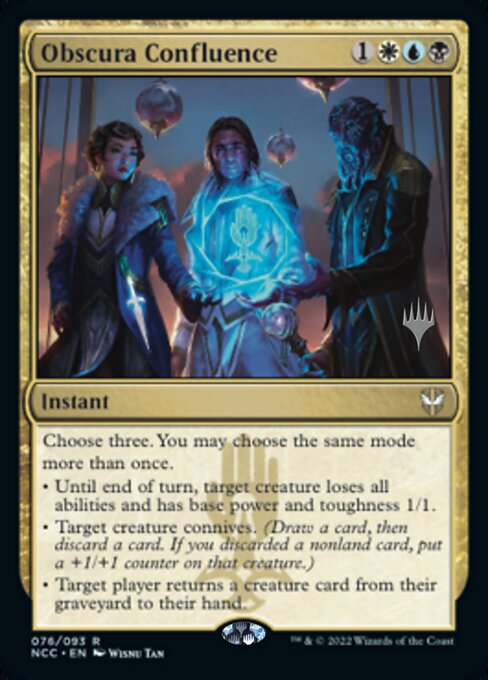 Obscura Confluence 1
Instant
Choose three. You may choose the same mode
more than once.
• Until end of turn, target creature loses all
abilities and has base power and toughness 1/1.
• Target creature connives. (Draw a card, then
discard a card. If you discarded a nonland card, put
a +1/+1 counter on that creature.)
• Target player returns a creature card from their
graveyard to their hand.
076/093 R
NCC • EN Wisnu Tan
™ & © 2022 Wizards of the Coast